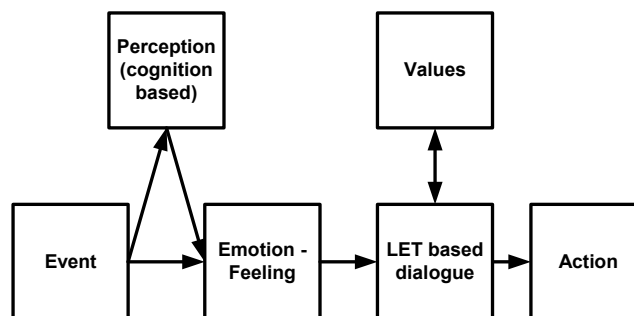 Perception
(cognition
based)
Values
Event
Emotion -
Feeling
LET based
dialogue
Action